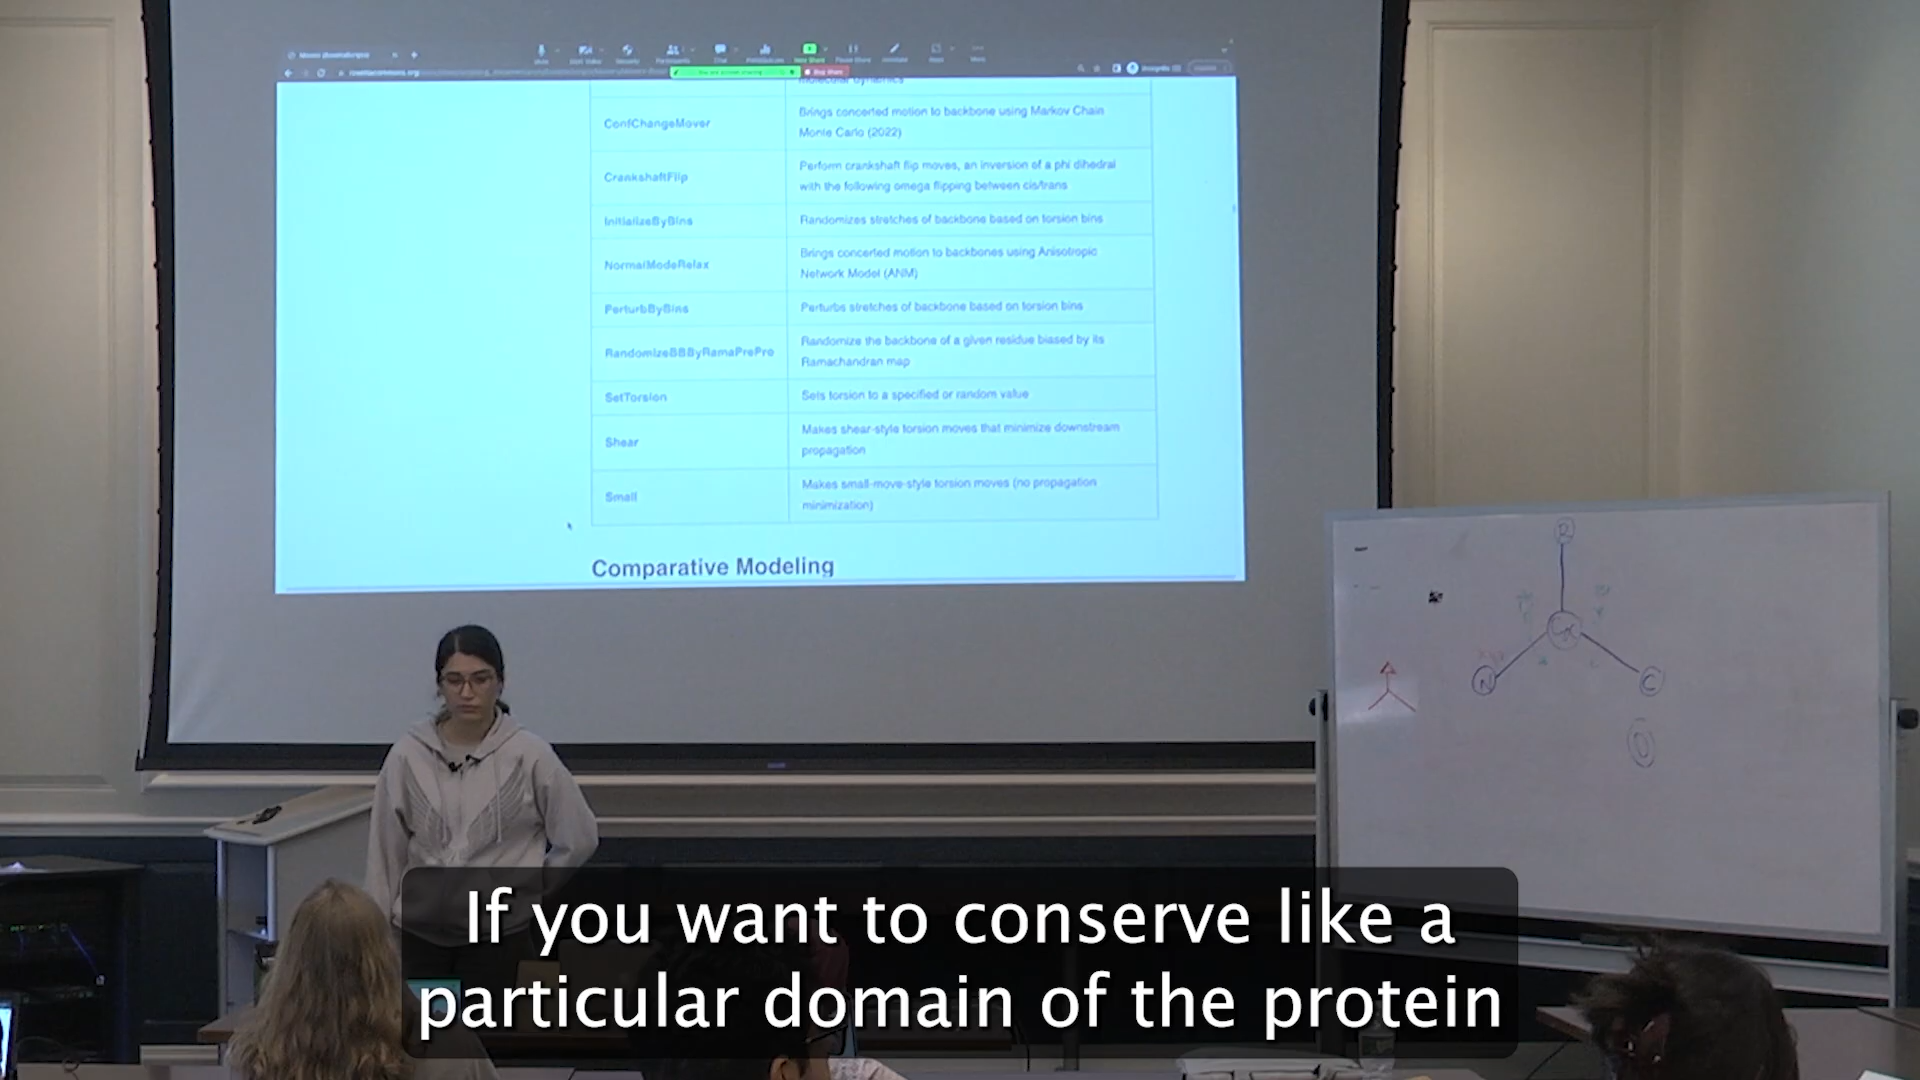 ConfChangeMover
Brings concerted motion to backbone using Markov Chain
Monte Carlo (2022)
CrankshaftFlip
Perform crankshaft flip moves, an inversion of a phi dihedral
with the following omega flipping between cis/trans
InitializeByBins
Randomizes stretches of backbone based on torsion bins
NormalModeRelax
Brings concerted motion to backbones using Anisotropic
Network Model (ANM)
PerturbByBins
Perturbs stretches of backbone based on torsion bins
RandomizeBBByRamaPrePro
Randomize the backbone of a given residue biased by its
Ramachandran map
SetTorsion
Sets torsion to a specified or random value
Shear
Makes shear-style torsion moves that minimize downstream
propagation
Small
Makes small-move-style torsion moves (no propagation
minimization)
Comparative Modeling
R
N
C
O
If you want to conserve like a
particular domain of the protein